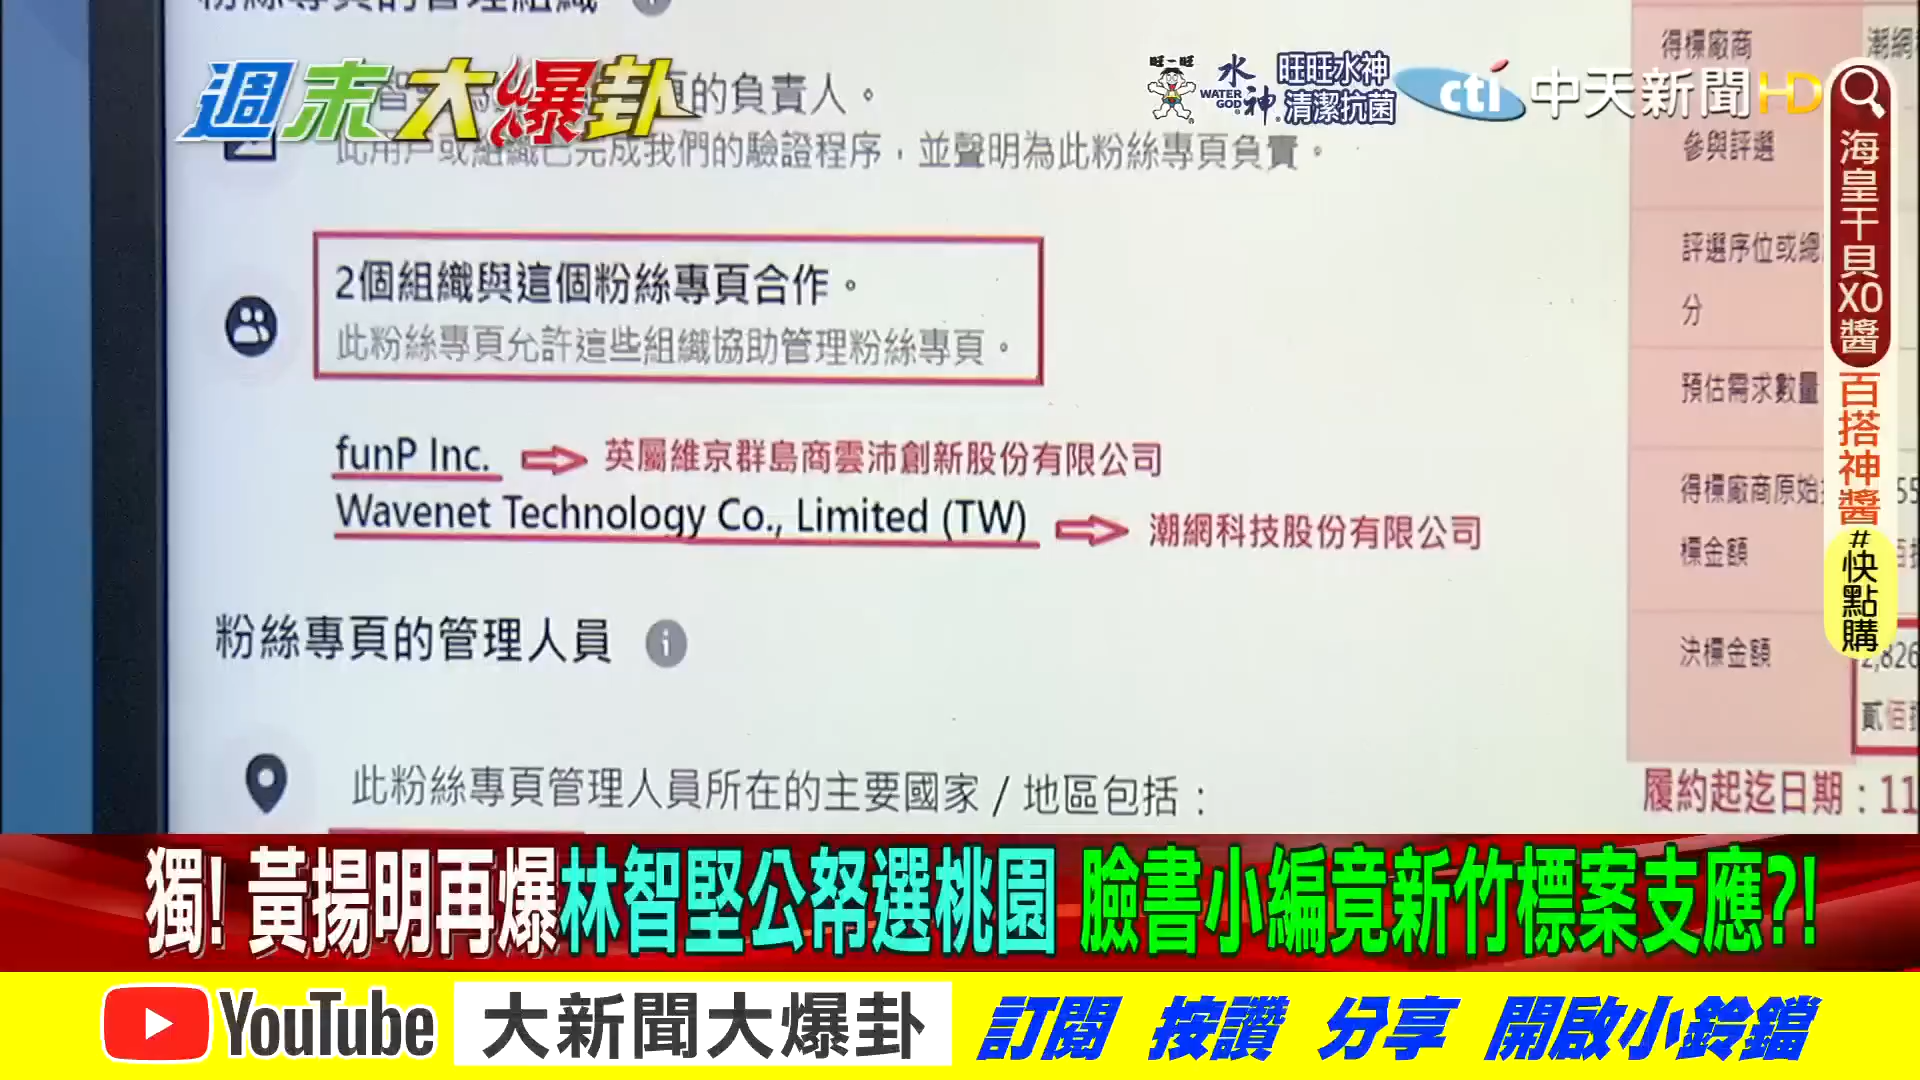 週末大爆卦
的負責人。
此用戶或組織已完成我們的驗證程序，並聲明為此粉絲專頁負責。
2個組織與這個粉絲專頁合作。
此粉絲專頁允許這些組織協助管理粉絲專頁。
funP Inc.
英屬維京群島商雲沛創新股份有限公司
Wavenet Technology Co., Limited (TW)
潮網科技股份有限公司
粉絲專頁的管理人員
此粉絲專頁管理人員所在的主要國家 / 地區包括：
旺一旺
水神
WATER GOD
旺旺水神
清潔抗菌
cti 中天新聞HD
得標廠商
潮網
參與評選
評選序位或總
分
預估需求數量
得標廠商原始
標金額
決標金額
2,826
貳佰
履約起迄日期：11
海皇干貝XO醬
百搭神醬
#快點購
獨! 黃揚明再爆林智堅公帑選桃園 臉書小編竟新竹標案支應?!
YouTube 大新聞大爆卦 訂閱 按讚 分享 開啟小鈴鐺